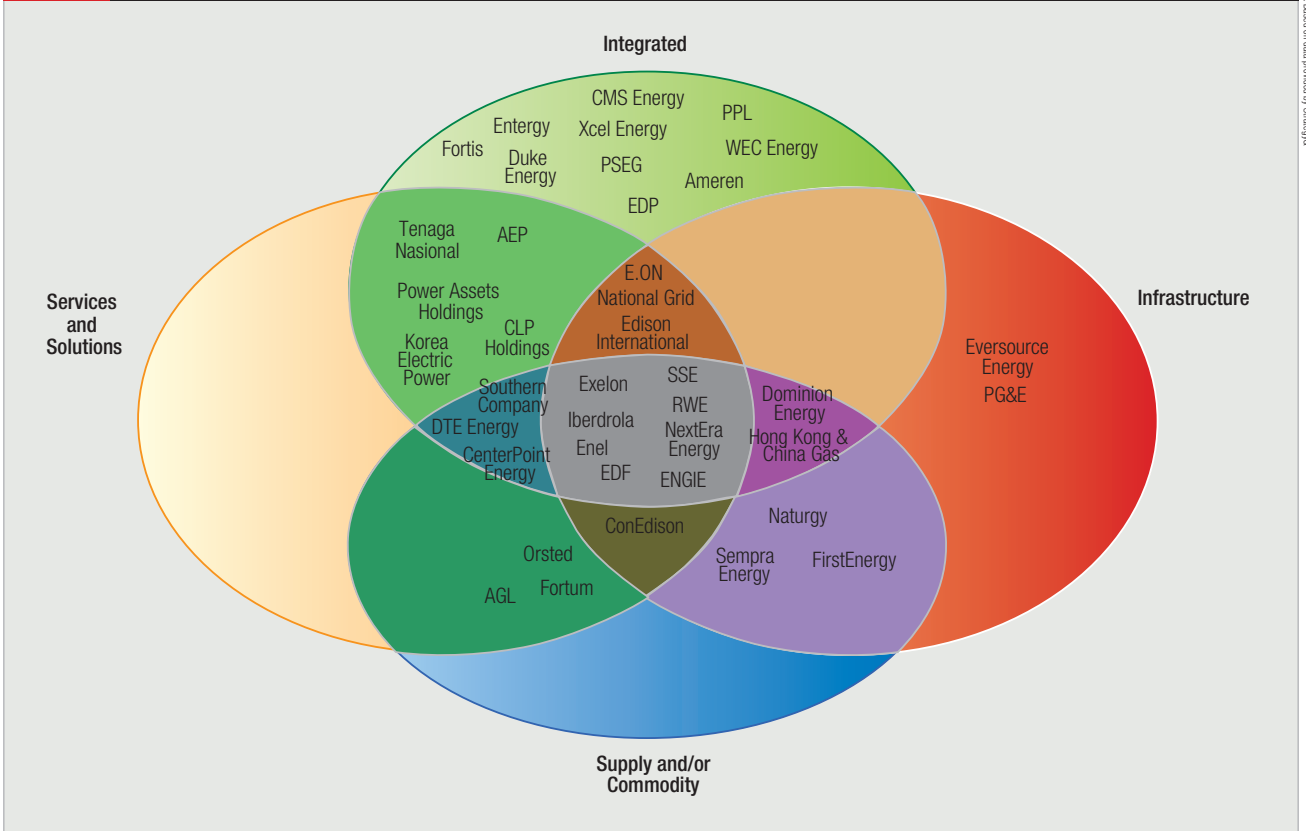 Integrated
CMS Energy
PPL
Entergy
Xcel Energy
Fortis
WEC Energy
Duke
Energy
PSEG
Ameren
EDP
Tenaga
Nasional
AEP
E.ON
National Grid
Edison
International
Power Assets
Holdings
CLP
Holdings
Korea
Electric
Power
Services
and
Solutions
Infrastructure
Eversource
Energy
PG&E
Southern
Company
DTE Energy
CenterPoint
Energy
Exelon
SSE
Iberdrola
RWE
Enel
NextEra
Energy
EDF
ENGIE
Dominion
Energy
Hong Kong &
China Gas
ConEdison
Naturgy
Orsted
Sempra
Energy
FirstEnergy
AGL
Fortum
Supply and/or
Commodity